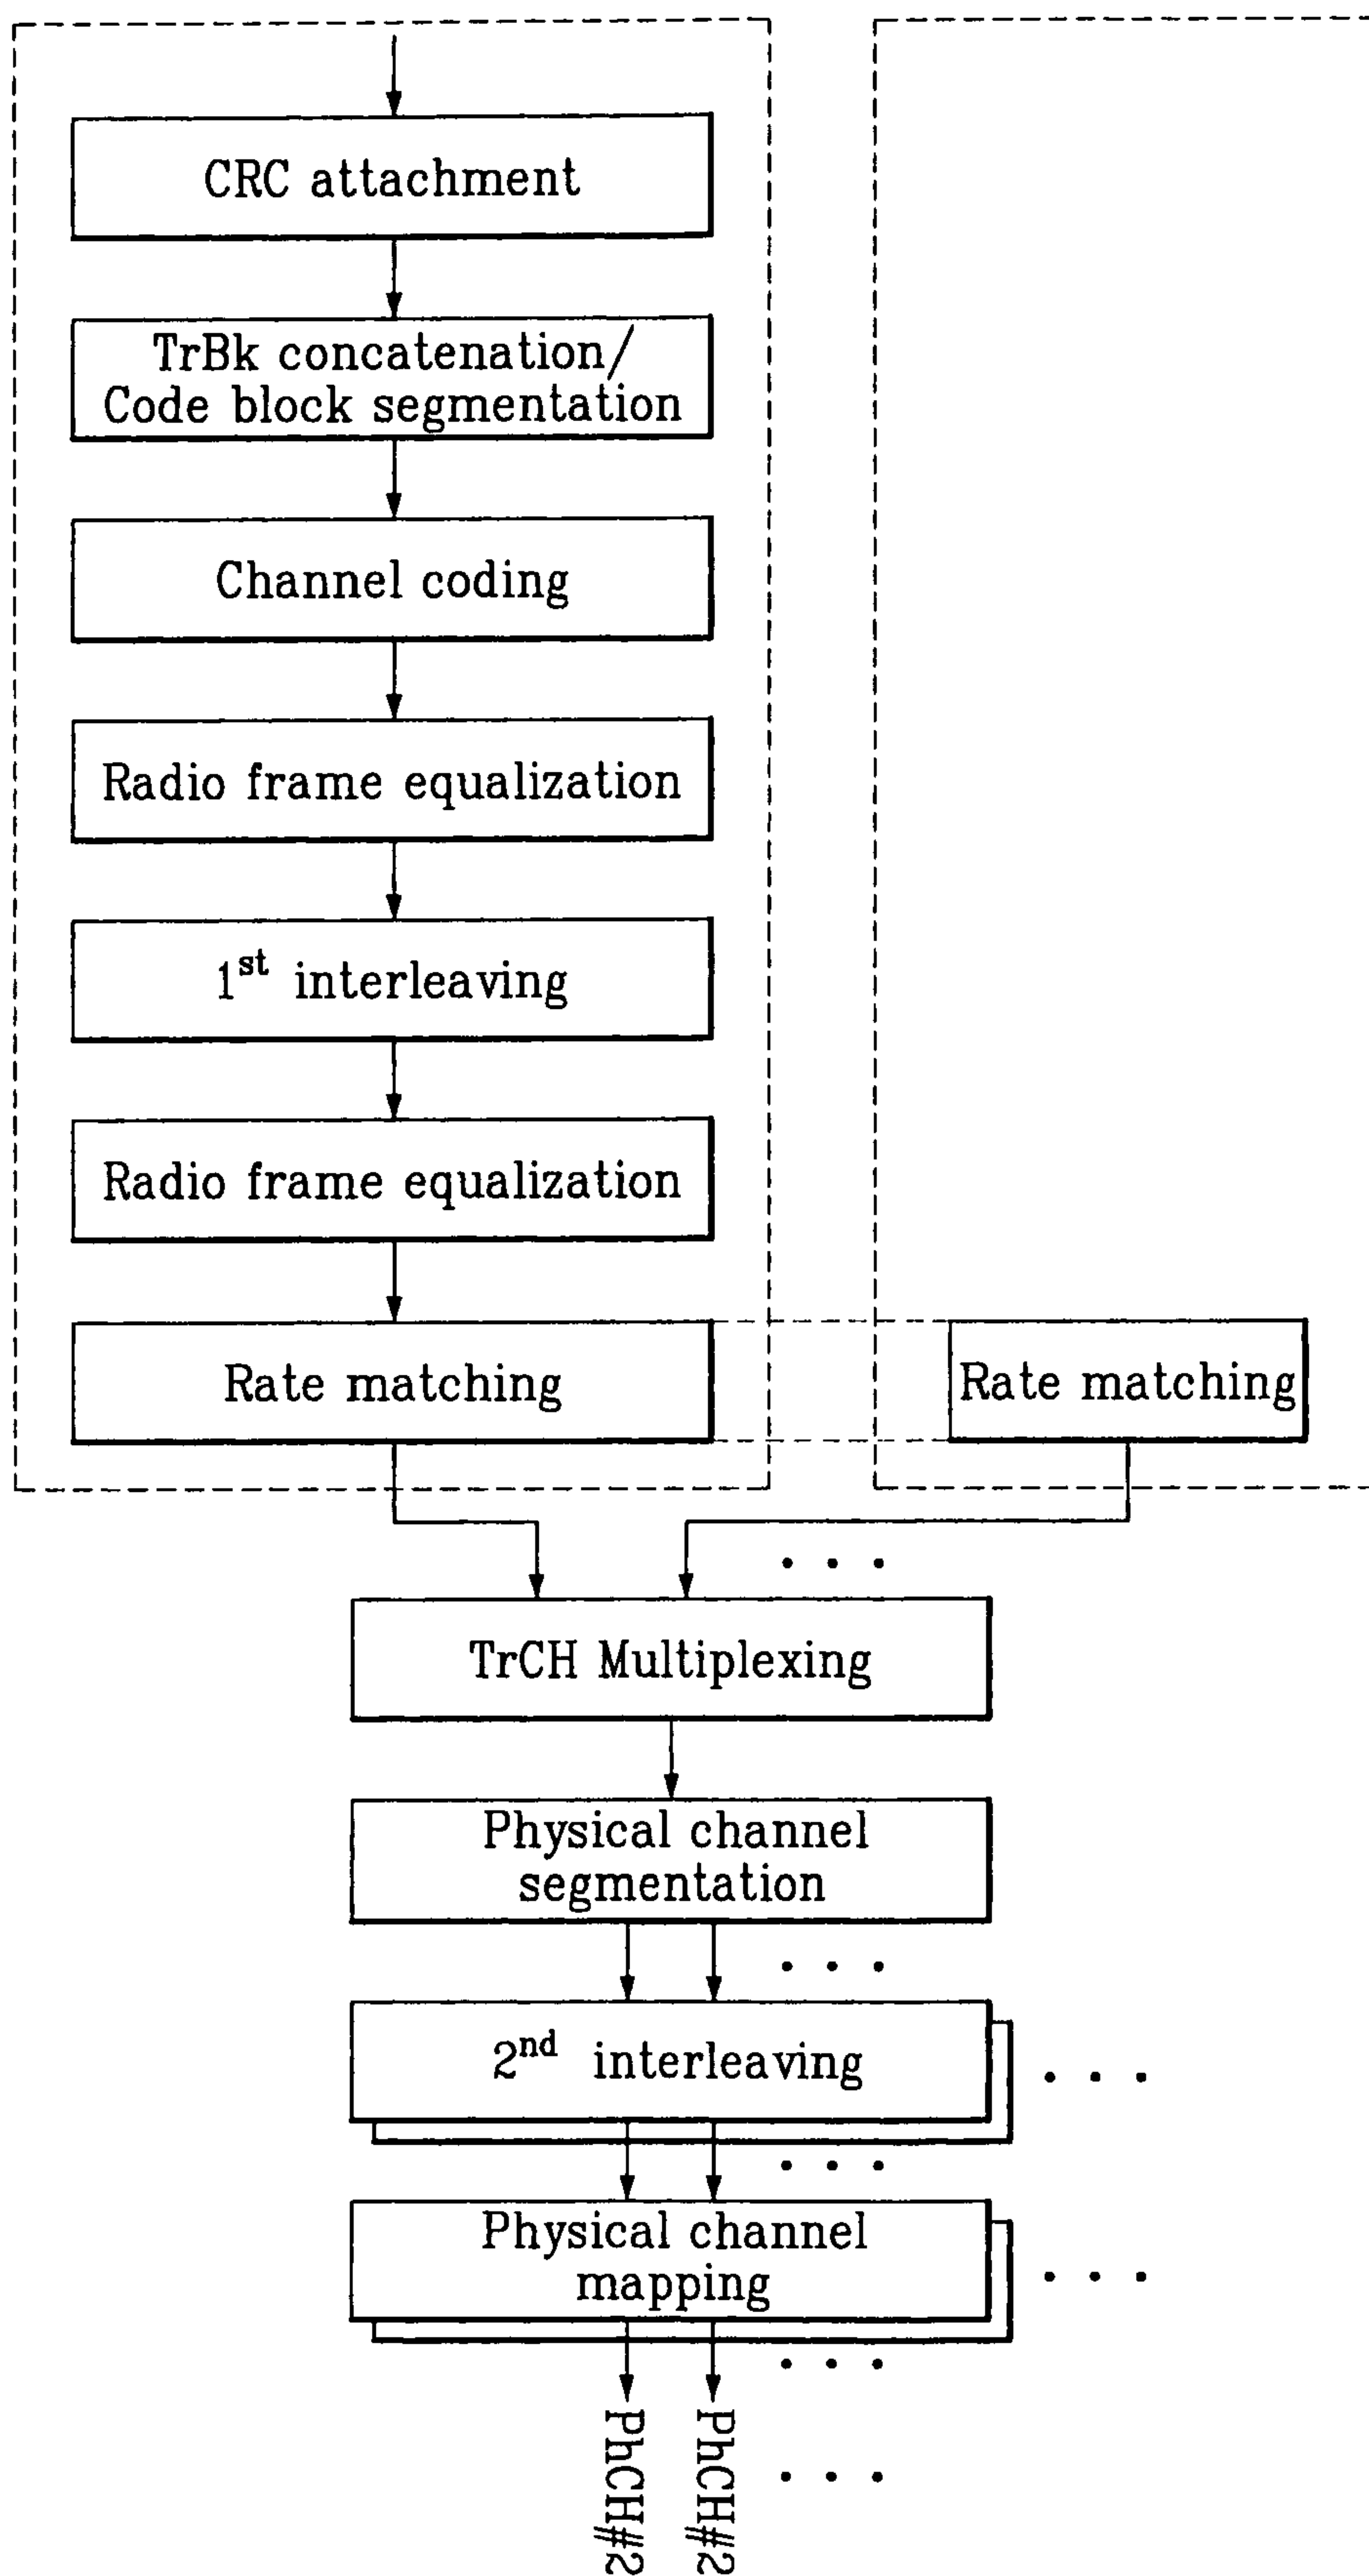 CRC attachment
TrBk concatenation/
Code block segmentation
Channel coding
Radio frame equalization
1st interleaving
Radio frame equalization
Rate matching
Rate matching
TrCH Multiplexing
Physical channel
segmentation
2nd interleaving
Physical channel
mapping
PhCH#2
PhCH#2